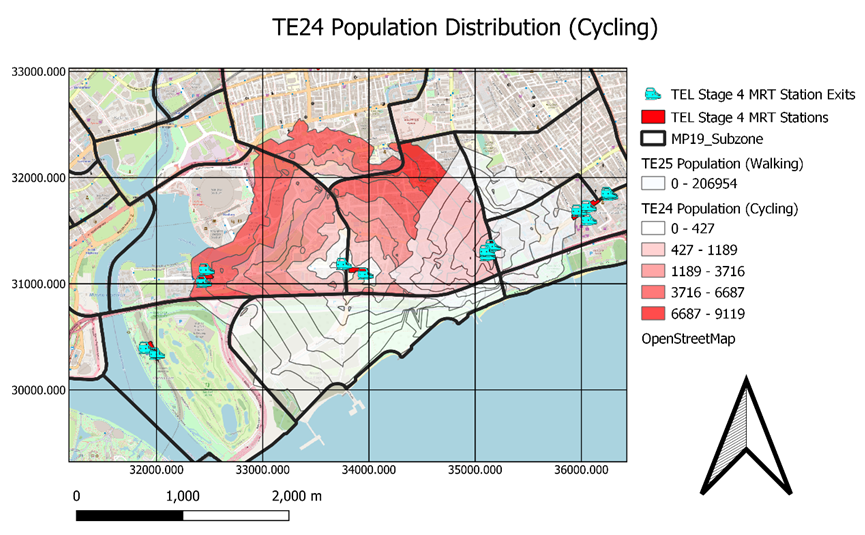 TE24 Population Distribution (Cycling)
33000.000
32000.000
31000.000
30000.000
32000.000
33000.000
34000.000
35000.000
36000.000
0
1,000
2,000 m
TEL Stage 4 MRT Station Exits
TEL Stage 4 MRT Stations
MP19_Subzone
TE25 Population (Walking)
0 - 206954
TE24 Population (Cycling)
0 - 427
427 - 1189
1189 - 3716
3716 - 6687
6687 - 9119
OpenStreetMap